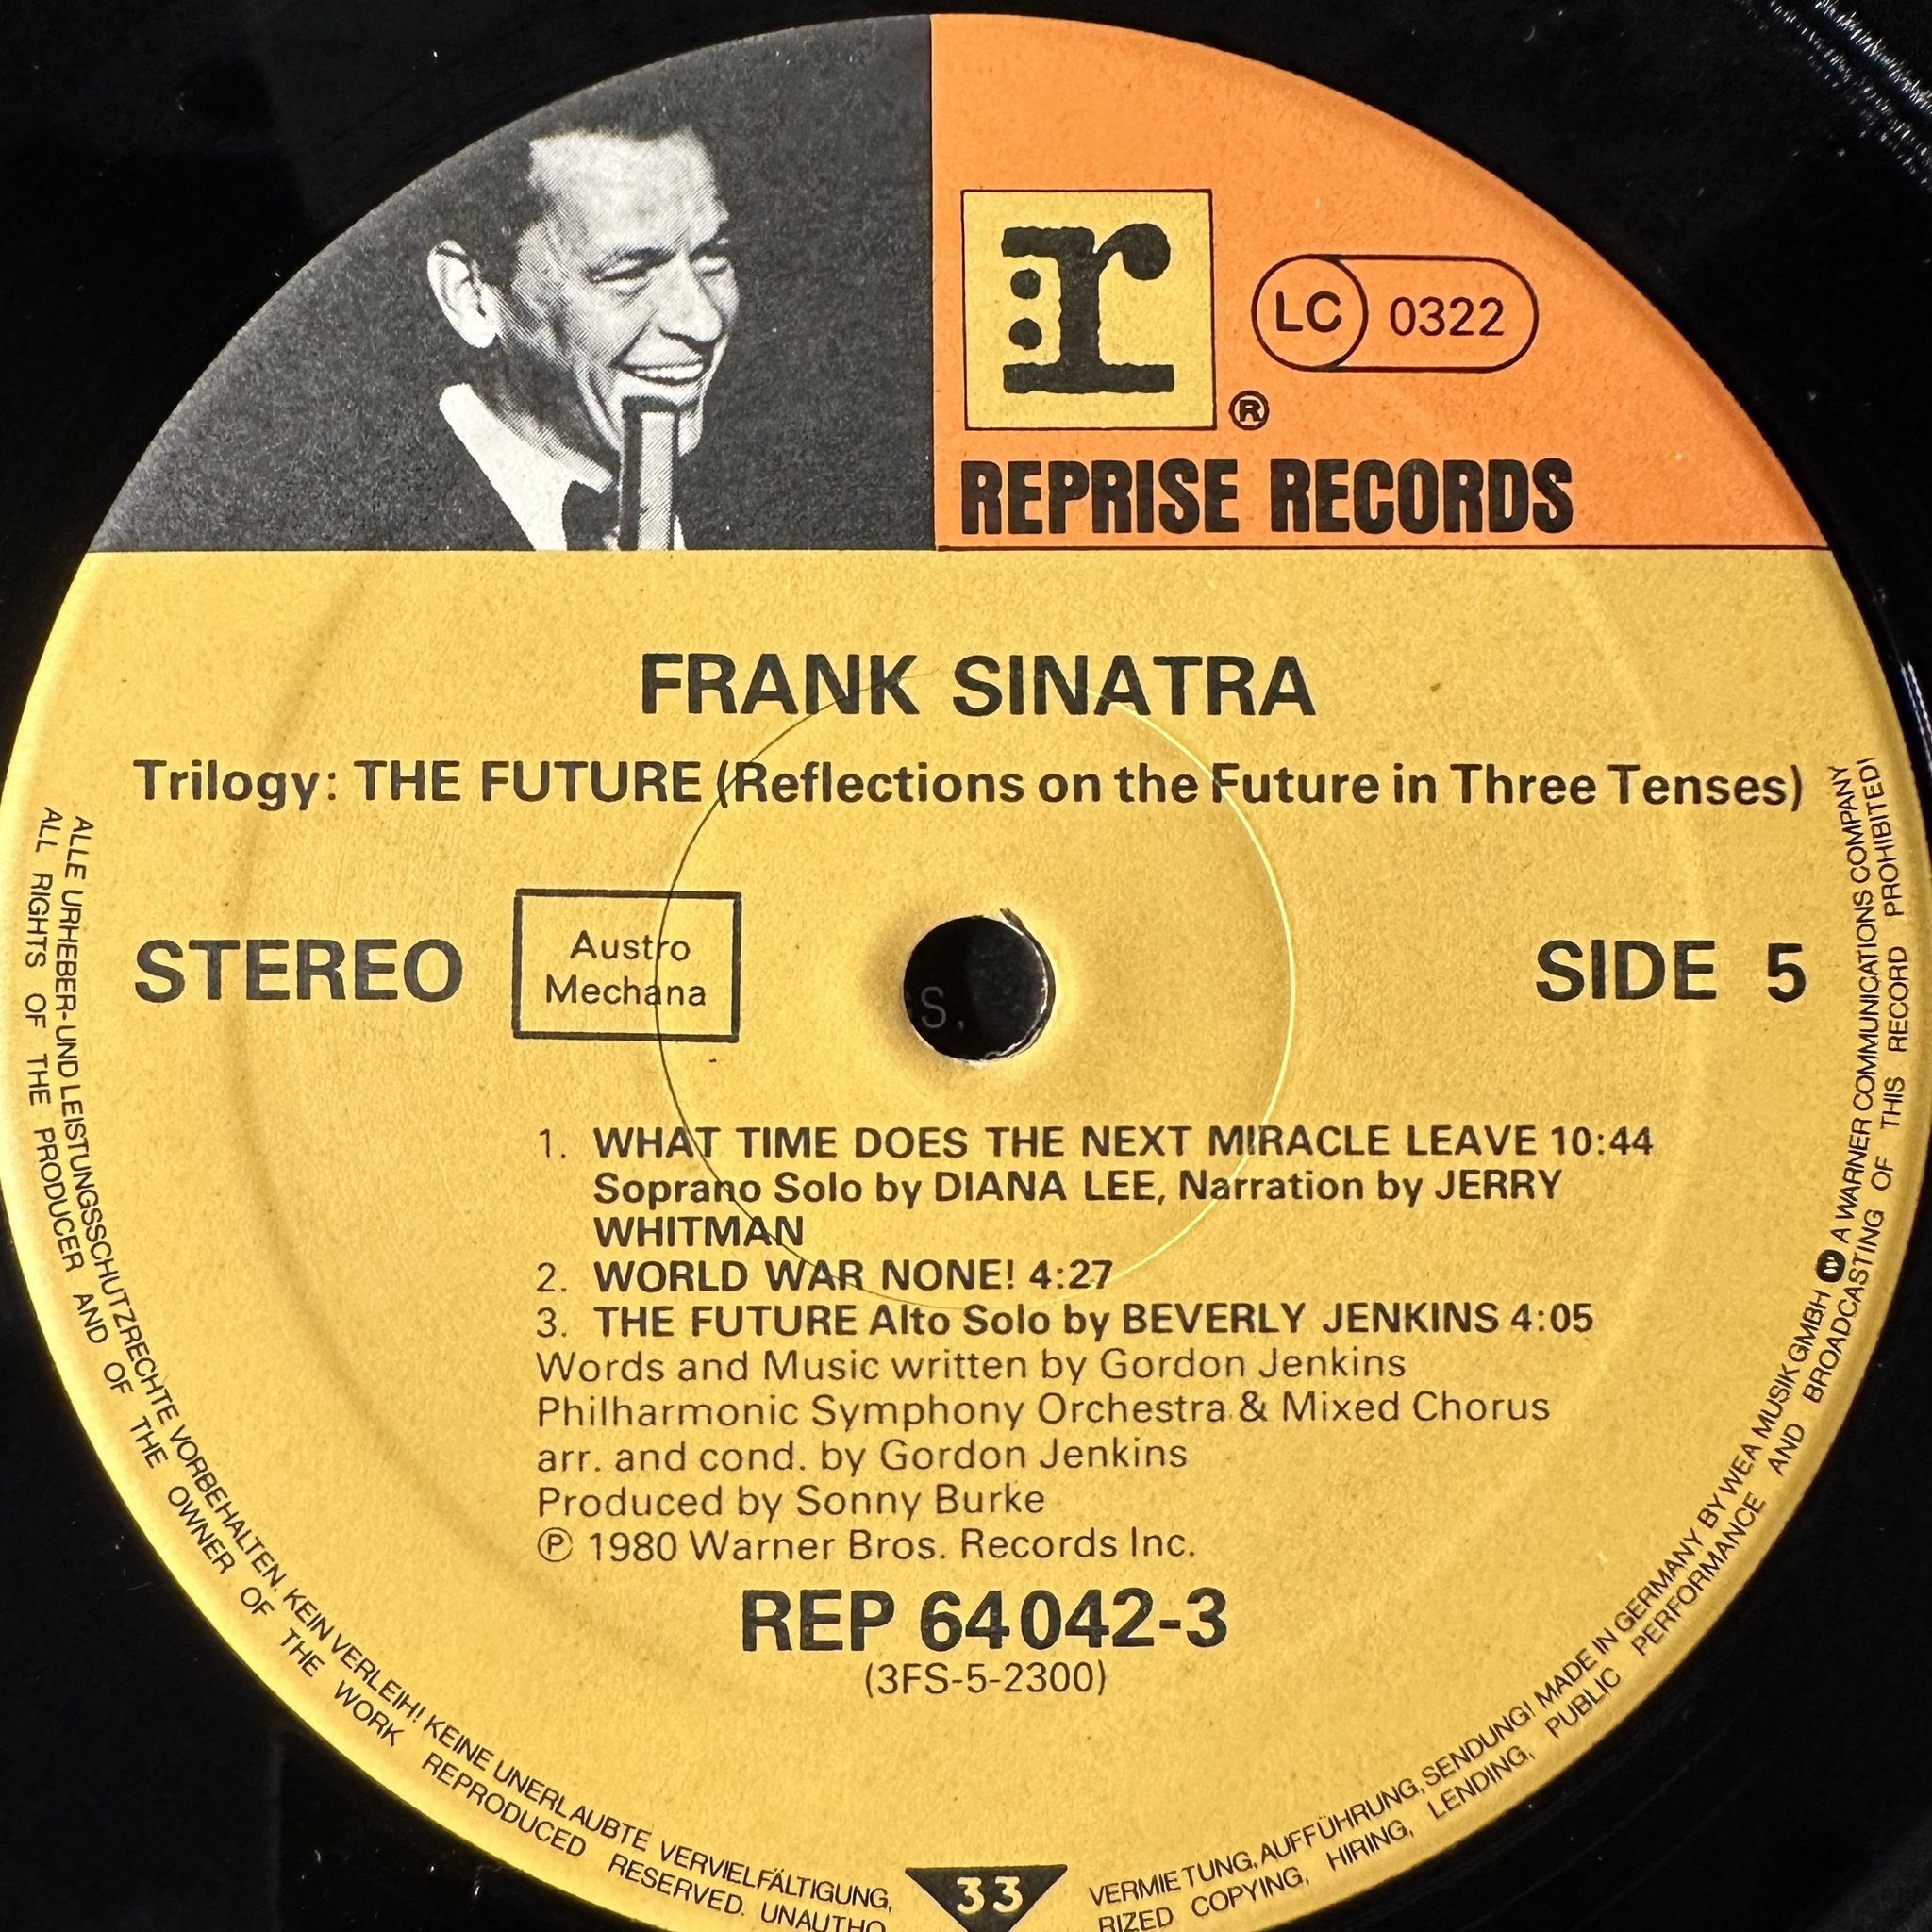 r
®
LC 0322
REPRISE RECORDS
FRANK SINATRA
Trilogy: THE FUTURE (Reflections on the Future in Three Tenses)
STEREO
Austro
Mechana
SIDE 5
1. WHAT TIME DOES THE NEXT MIRACLE LEAVE 10:44
Soprano Solo by DIANA LEE, Narration by JERRY
WHITMAN
2. WORLD WAR NONE! 4:27
3. THE FUTURE Alto Solo by BEVERLY JENKINS 4:05
Words and Music written by Gordon Jenkins
Philharmonic Symphony Orchestra & Mixed Chorus
arr. and cond. by Gordon Jenkins
Produced by Sonny Burke
℗ 1980 Warner Bros. Records Inc.
REP 64042-3
(3FS-5-2300)
33
ALLE URHEBER-UND LEISTUNGSSCHUTZRECHTE VORBEHALTEN. KEIN VERLEIH! KEINE UNERLAUBTE VERVIELFÄLTIGUNG, VERMIETUNG, AUFFÜHRUNG, SENDUNG! MADE IN GERMANY BY WEA MUSIK GMBH W A WARNER COMMUNICATIONS COMPANY
ALL RIGHTS OF THE PRODUCER AND OF THE OWNER OF THE WORK REPRODUCED RESERVED. UNAUTHORIZED COPYING, HIRING, LENDING, PUBLIC PERFORMANCE AND BROADCASTING OF THIS RECORD PROHIBITED!